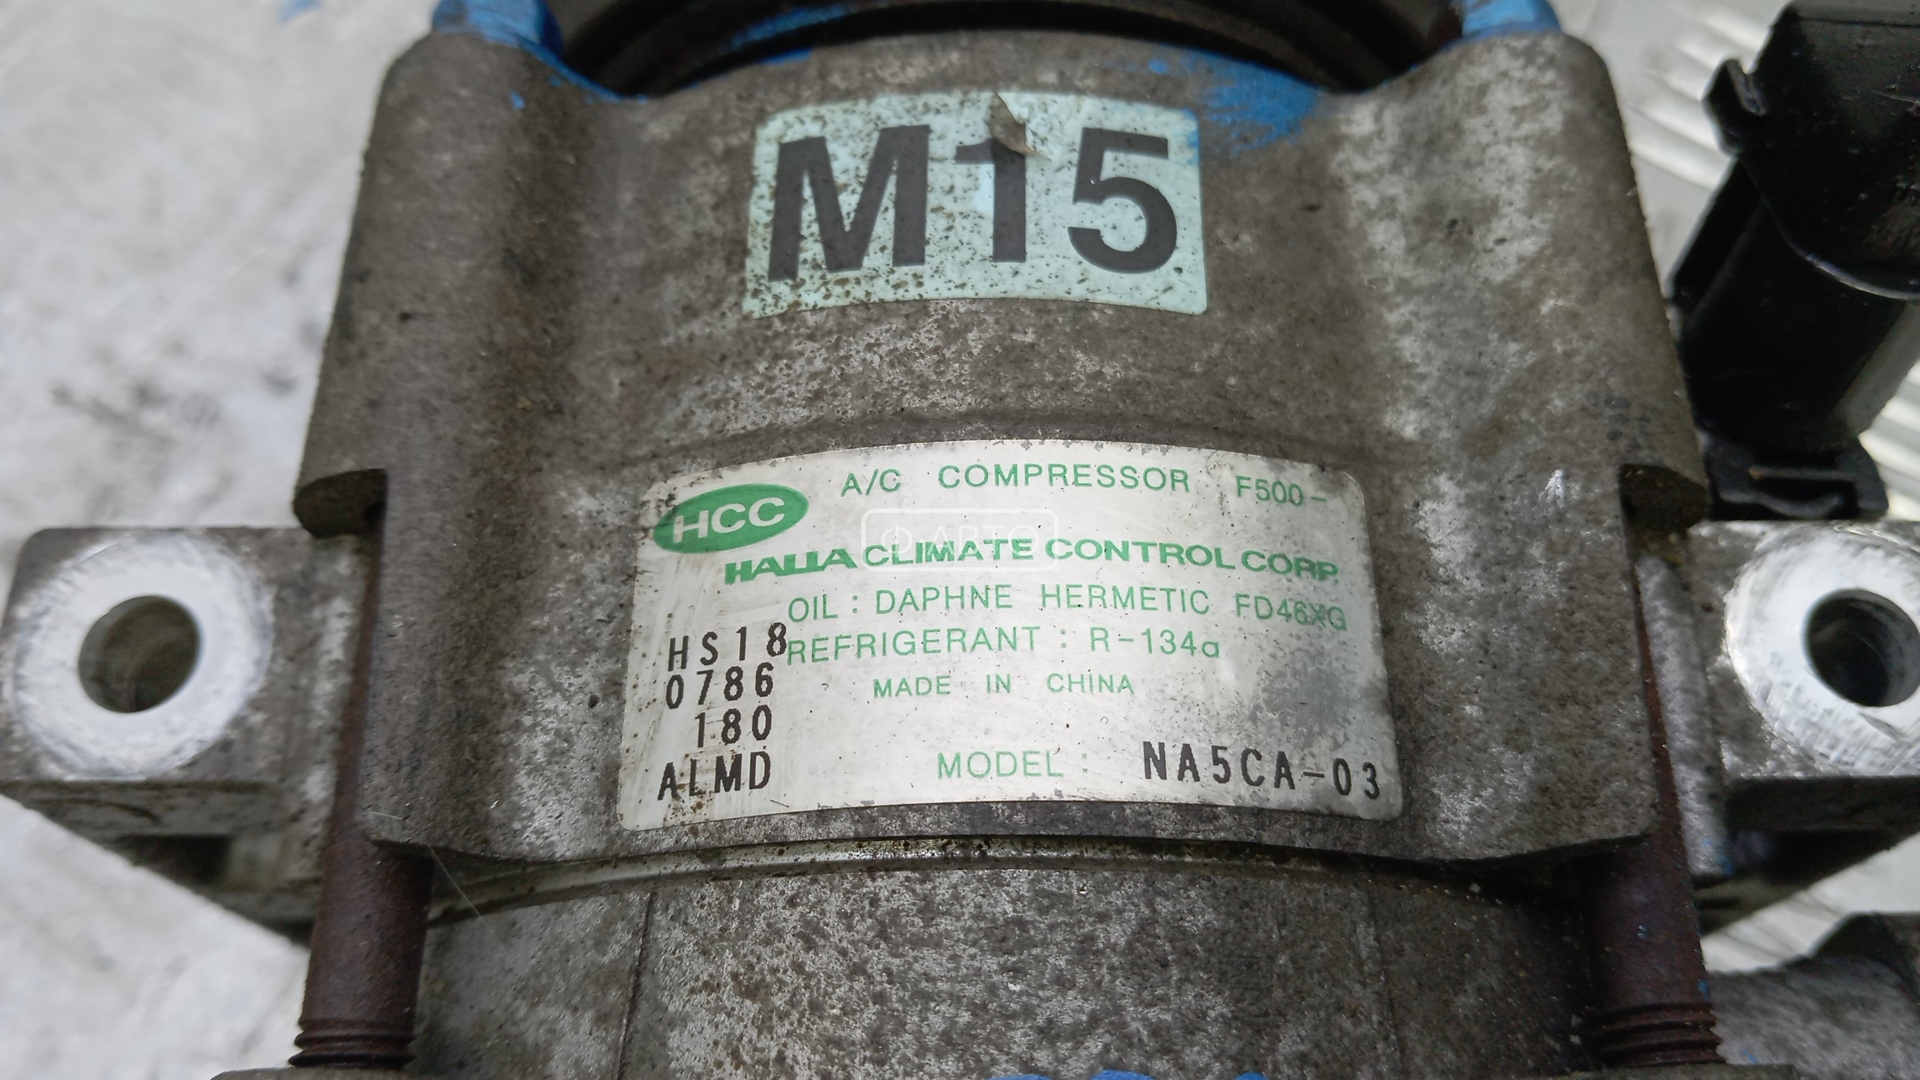 M15
A/C COMPRESSOR F500-
HCC
HALLA CLIMATE CONTROL CORP.
OIL : DAPHNE HERMETIC FD46XG
HS18
REFRIGERANT : R-134a
0786
MADE IN CHINA
180
ALMD
MODEL : NA5CA-03